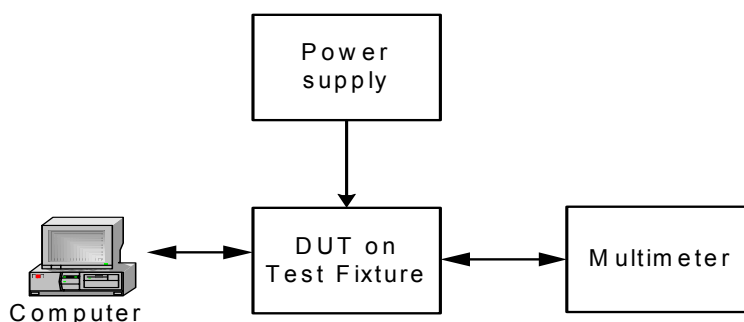 Power
supply
DUT on
Test Fixture
Multimeter
Computer